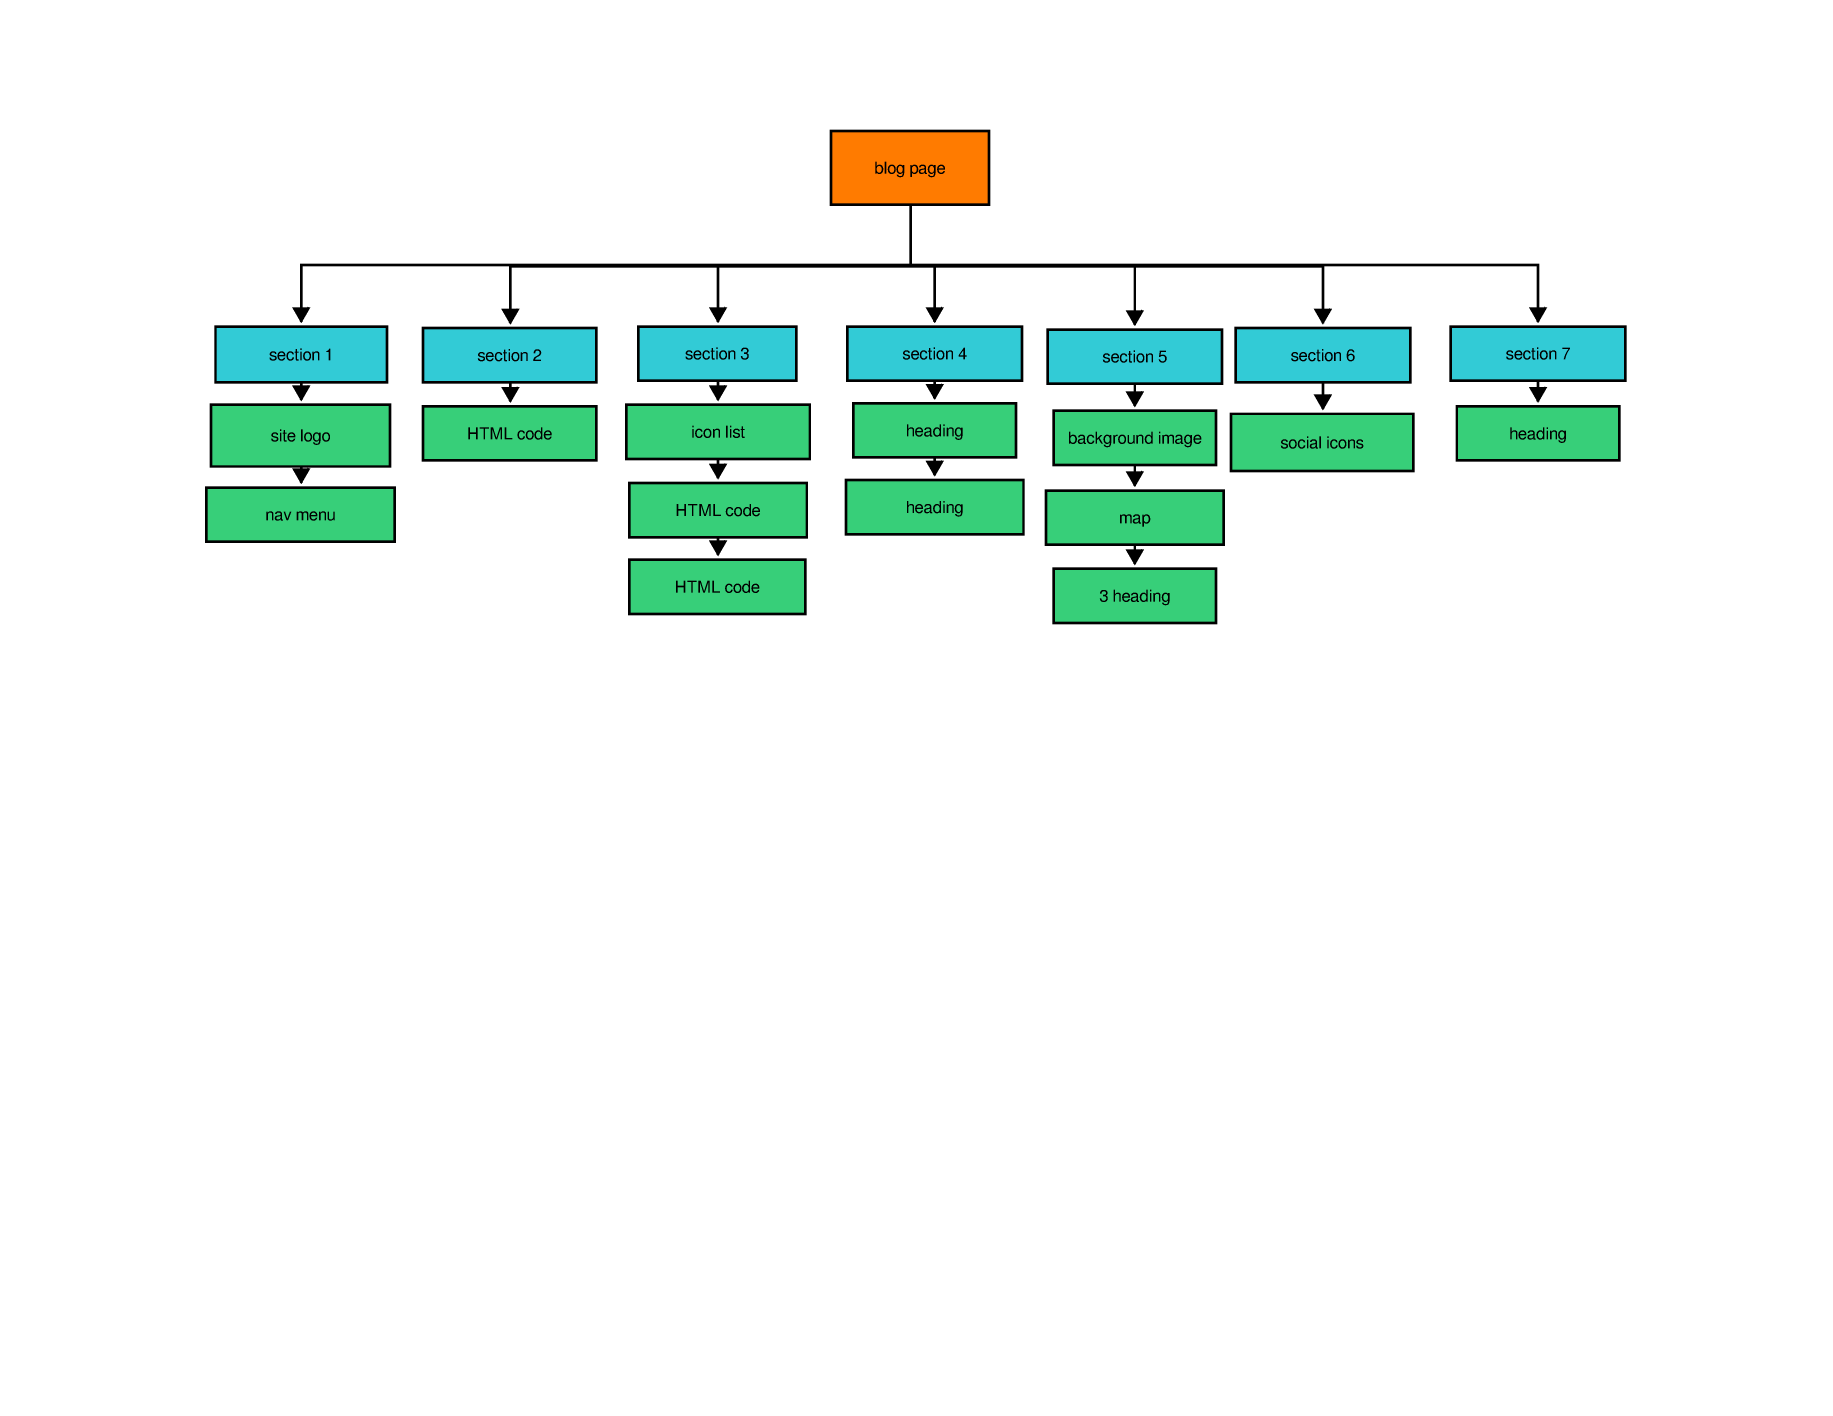 blog page
section 1
section 2
section 3
section 4
section 5
section 6
section 7
site logo
HTML code
icon list
heading
background image
social icons
heading
nav menu
HTML code
heading
map
HTML code
3 heading